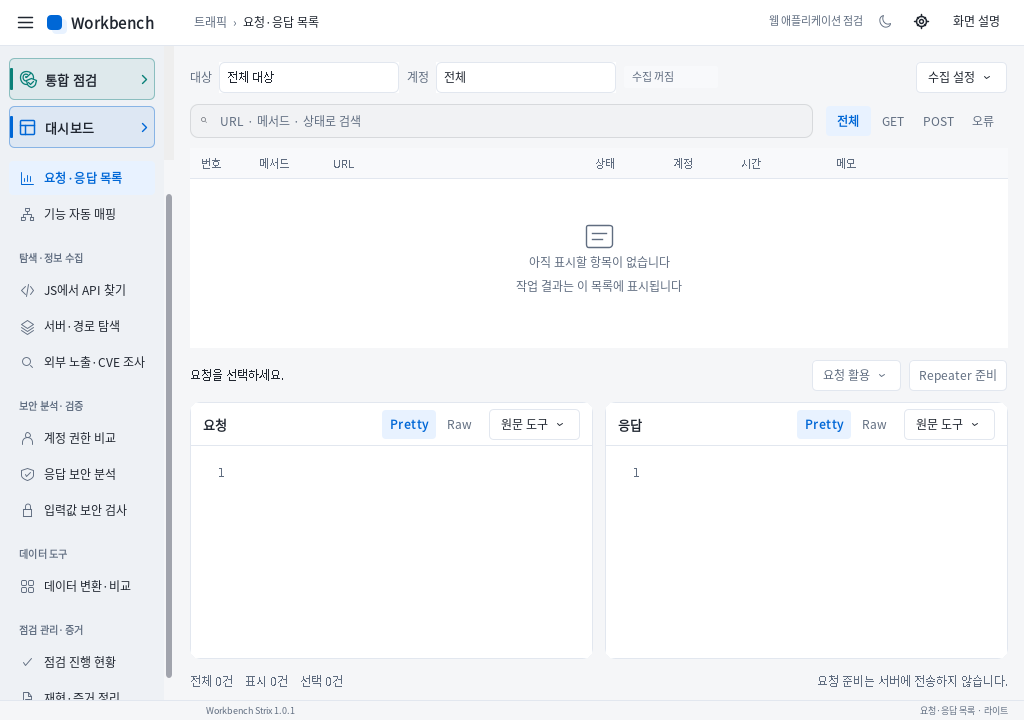 Workbench
트래픽 › 요청·응답 목록
웹 애플리케이션 점검
화면 설명
통합 점검
대시보드
요청·응답 목록
기능 자동 매핑
탐색·정보 수집
JS에서 API 찾기
서버·경로 탐색
외부 노출·CVE 조사
보안 분석·검증
계정 권한 비교
응답 보안 분석
입력값 보안 검사
데이터 도구
데이터 변환·비교
점검 관리·증거
점검 진행 현황
재현·증거 정리
대상 전체 대상 계정 전체 수집 꺼짐 수집 설정
URL · 메서드 · 상태로 검색 전체 GET POST 오류
번호 메서드 URL 상태 계정 시간 메모
아직 표시할 항목이 없습니다
작업 결과는 이 목록에 표시됩니다
요청을 선택하세요. 요청 활용 Repeater 준비
요청 Pretty Raw 원문 도구
1
응답 Pretty Raw 원문 도구
1
전체 0건 표시 0건 선택 0건
요청 준비는 서버에 전송하지 않습니다.
Workbench Strix 1.0.1
요청·응답 목록 · 라이트